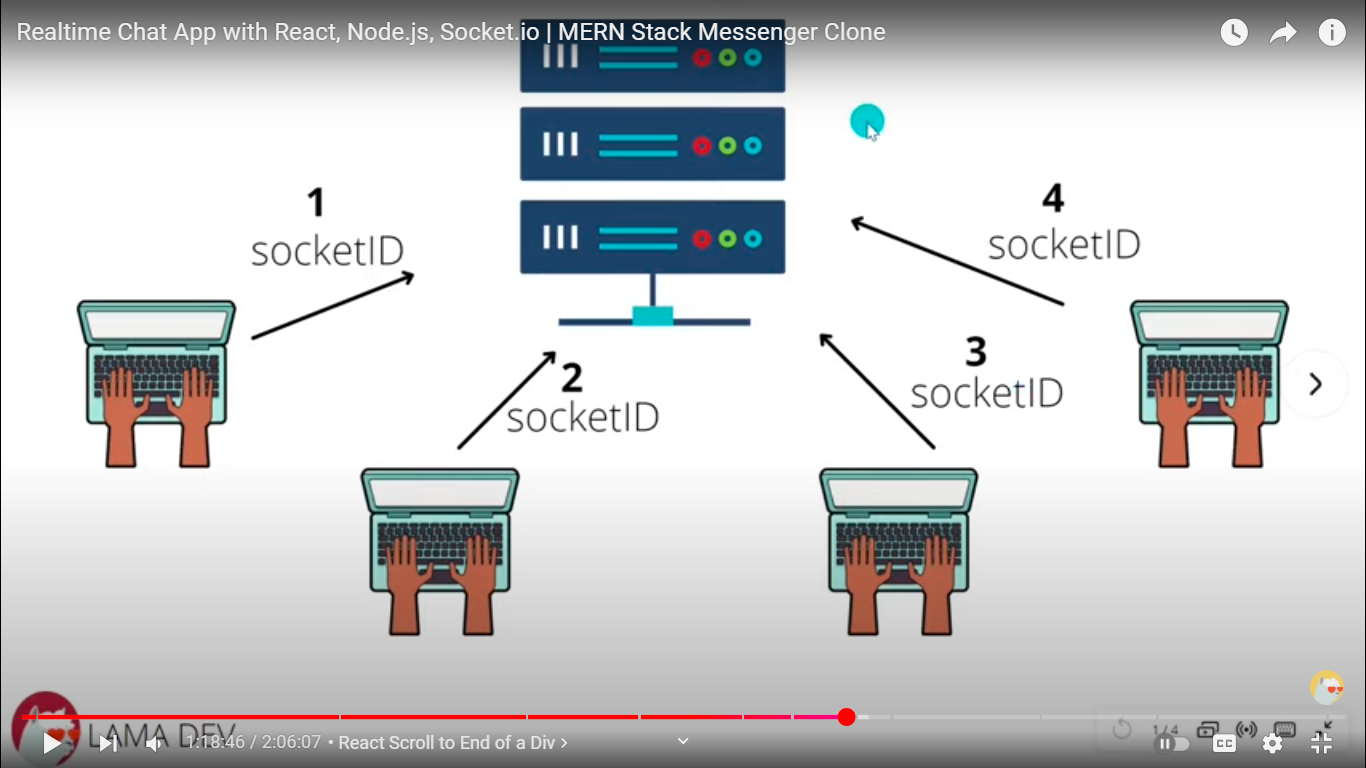 Realtime Chat App with React, Node.js, Socket.io | MERN Stack Messenger Clone
1
socketID
4
socketID
2
socketID
3
socketID
LAMA DEV
1:18:46 / 2:06:07 • React Scroll to End of a Div
1/4
CC